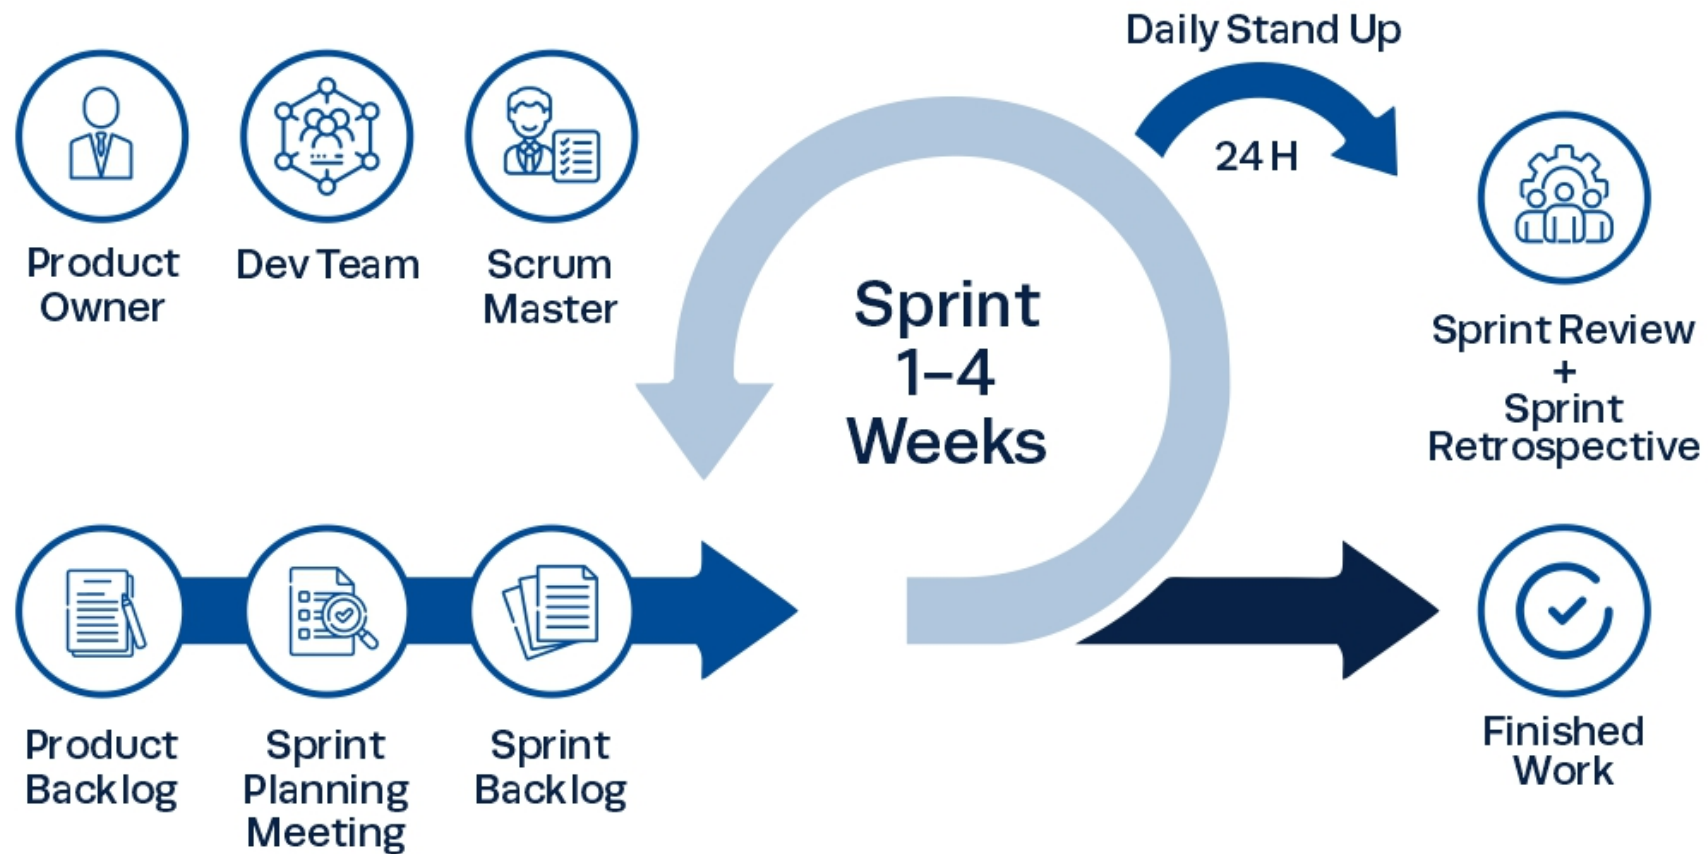 Daily Stand Up
24 H
Product
Owner
Dev Team
Scrum
Master
Sprint
1–4
Weeks
Sprint Review
+
Sprint
Retrospective
Product
Backlog
Sprint
Planning
Meeting
Sprint
Backlog
Finished
Work